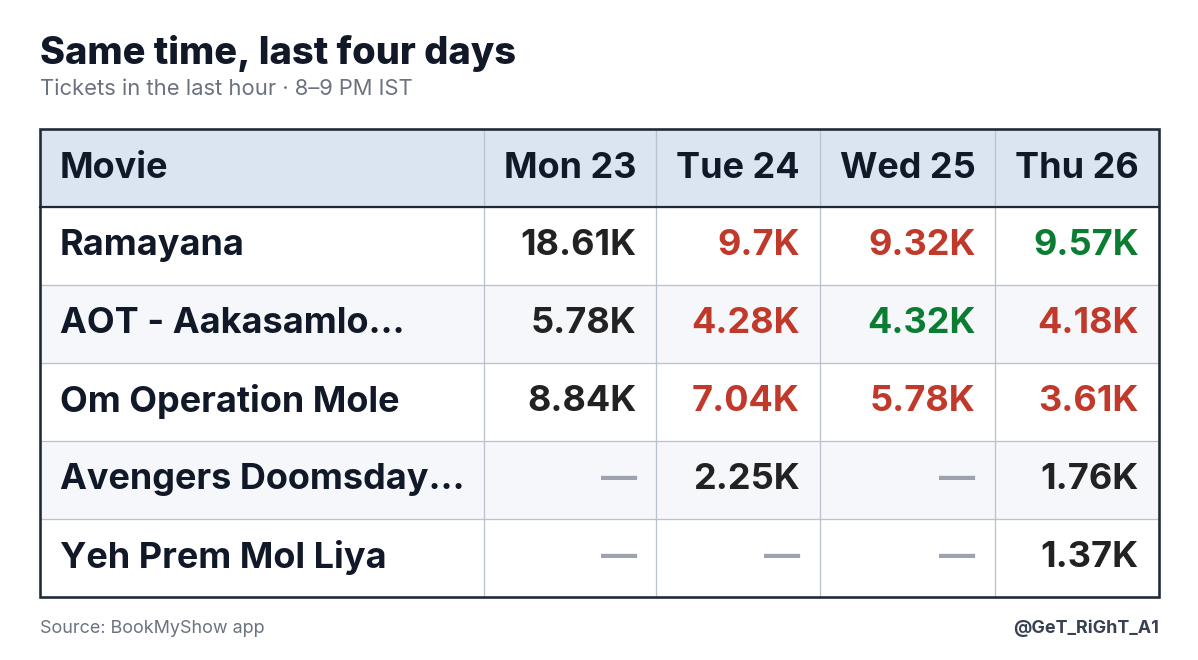 Same time, last four days
Tickets in the last hour · 8–9 PM IST
Movie Mon 23 Tue 24 Wed 25 Thu 26
Ramayana 18.61K 9.7K 9.32K 9.57K
AOT - Aakasamlo... 5.78K 4.28K 4.32K 4.18K
Om Operation Mole 8.84K 7.04K 5.78K 3.61K
Avengers Doomsday... — 2.25K — 1.76K
Yeh Prem Mol Liya — — — 1.37K
Source: BookMyShow app @GeT_RiGhT_A1